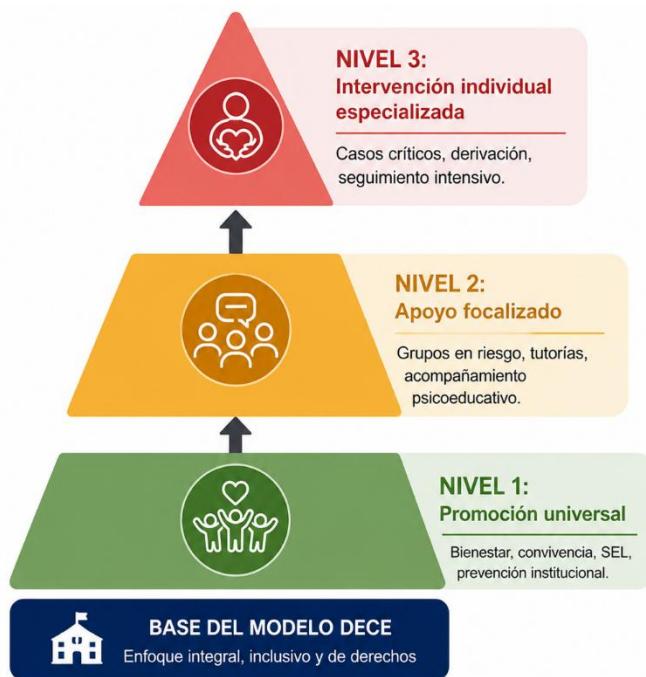 NIVEL 3:
Intervención individual
especializada
Casos críticos, derivación,
seguimiento intensivo.
NIVEL 2:
Apoyo focalizado
Grupos en riesgo, tutorías,
acompañamiento
psicoeducativo.
NIVEL 1:
Promoción universal
Bienestar, convivencia, SEL,
prevención institucional.
BASE DEL MODELO DECE
Enfoque integral, inclusivo y de derechos